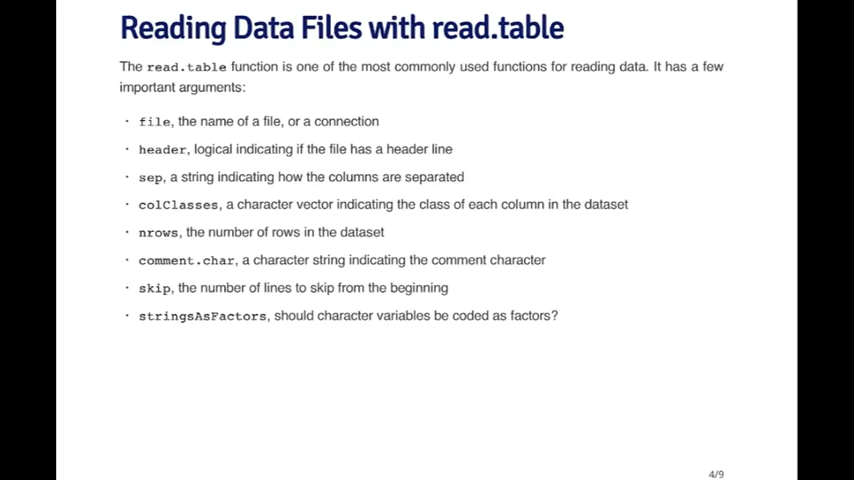 Reading Data Files with read.table
The read.table function is one of the most commonly used functions for reading data. It has a few
important arguments:
· file, the name of a file, or a connection
· header, logical indicating if the file has a header line
· sep, a string indicating how the columns are separated
· colClasses, a character vector indicating the class of each column in the dataset
· nrows, the number of rows in the dataset
· comment.char, a character string indicating the comment character
· skip, the number of lines to skip from the beginning
· stringsAsFactors, should character variables be coded as factors?
4/9